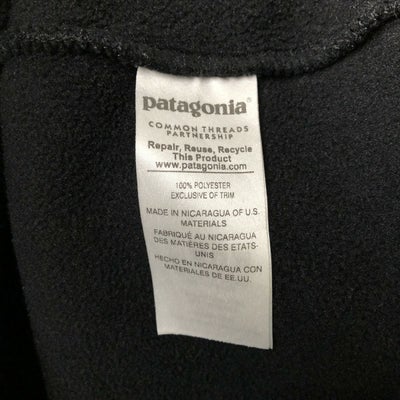 patagonia®
COMMON THREADS
PARTNERSHIP
Repair, Reuse, Recycle
This Product
www.patagonia.com
100% POLYESTER
EXCLUSIVE OF TRIM
MADE IN NICARAGUA OF U.S.
MATERIALS
FABRIQUÉ AU NICARAGUA
DES MATIÈRES DES ETATS-
UNIS
HECHO EN NICARAGUA CON
MATERIALES DE EE.UU.